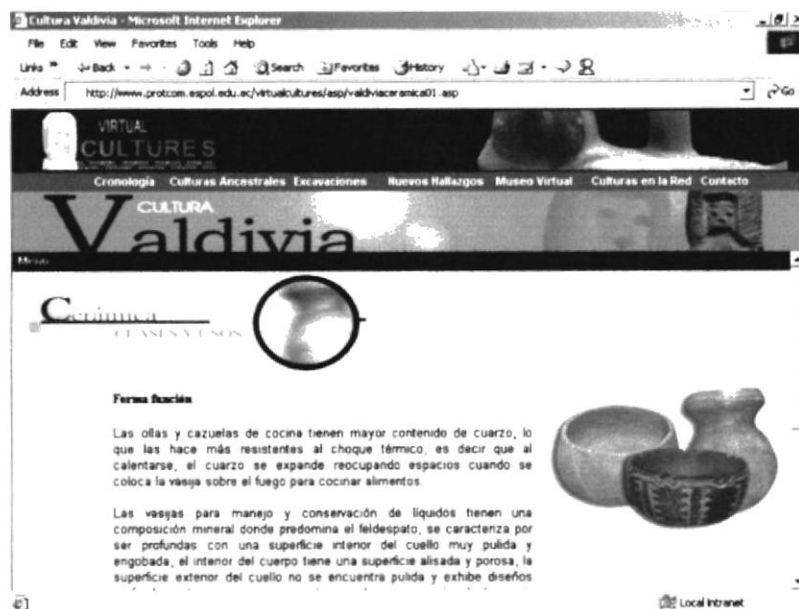 Cultura Valdivia - Microsoft Internet Explorer
File Edit View Favorites Tools Help
Links » Back Search Favorites History
Address http://www.protcom.espol.edu.ec/virtualcultures/asp/valdiviaceramica01.asp Go
VIRTUAL
CULTURES
Cronología Culturas Ancestrales Excavaciones Nuevos Hallazgos Museo Virtual Culturas en la Red Contacto
CULTURA
Valdivia
Menu
Cerámica
CLASES Y USOS
Forma función
Las ollas y cazuelas de cocina tienen mayor contenido de cuarzo, lo
que las hace más resistentes al choque térmico, es decir que al
calentarse, el cuarzo se expande reocupando espacios cuando se
coloca la vasija sobre el fuego para cocinar alimentos.
Las vasijas para manejo y conservación de líquidos tienen una
composición mineral donde predomina el feldespato, se caracteriza por
ser profundas con una superficie interior del cuello muy pulida y
engobada, el interior del cuerpo tiene una superficie alisada y porosa, la
superficie exterior del cuello no se encuentra pulida y exhibe diseños
Local intranet